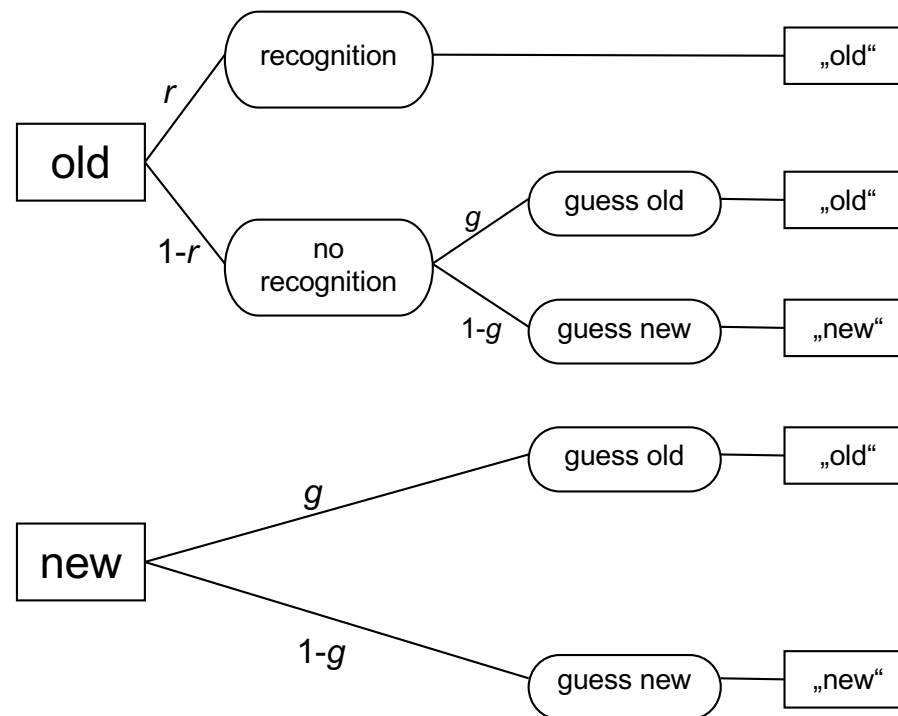 recognition
„old“
r
old
guess old
„old“
g
1-r
no
recognition
1-g
guess new
„new“
guess old
„old“
g
new
1-g
guess new
„new“